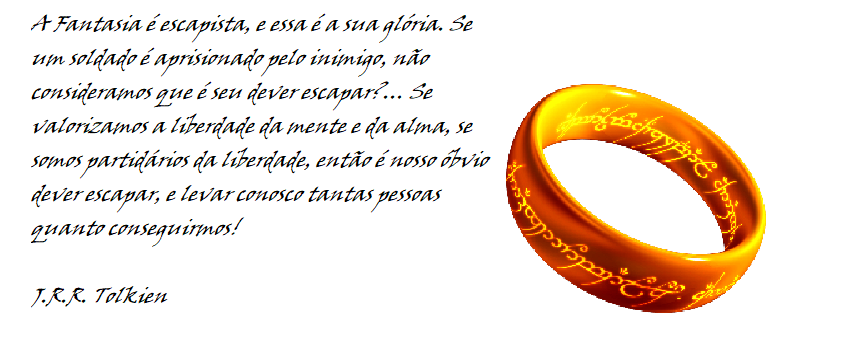 A Fantasia é escapista, e essa é a sua glória. Se
um soldado é aprisionado pelo inimigo, não
consideramos que é seu dever escapar?... Se
valorizamos a liberdade da mente e da alma, se
somos partidários da liberdade, então é nosso óbvio
dever escapar, e levar conosco tantas pessoas
quanto conseguirmos!
J.R.R. Tolkien